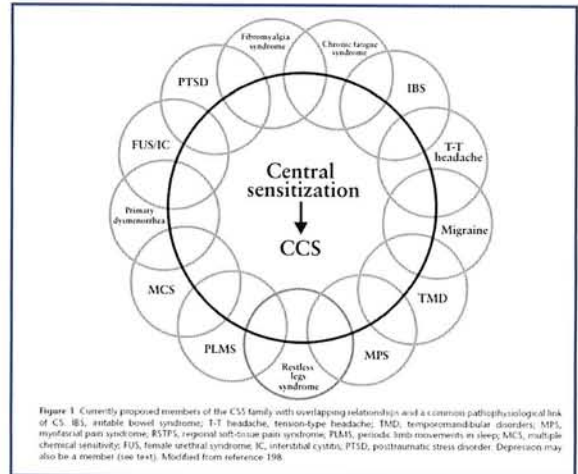 Fibromyalgia
syndrome
Chronic fatigue
syndrome
PTSD
IBS
FUS/IC
T-T
headache
Central
sensitization
CCS
Primary
dysmenorrhea
Migraine
MCS
TMD
PLMS
Restless
legs
syndrome
MPS
Figure 1 Currently proposed members of the CSS family with overlapping relationships and a common pathophysiological link
of CS. IBS, irritable bowel syndrome; T-T headache, tension-type headache; TMD, temporomandibular disorders; MPS,
myofascial pain syndrome; RSTPS, regional soft-tissue pain syndrome; PLMS, periodic limb movements in sleep; MCS, multiple
chemical sensitivity; FUS, female urethral syndrome; IC, interstitial cystitis; PTSD, posttraumatic stress disorder. Depression may
also be a member (see text). Modified from reference 198.